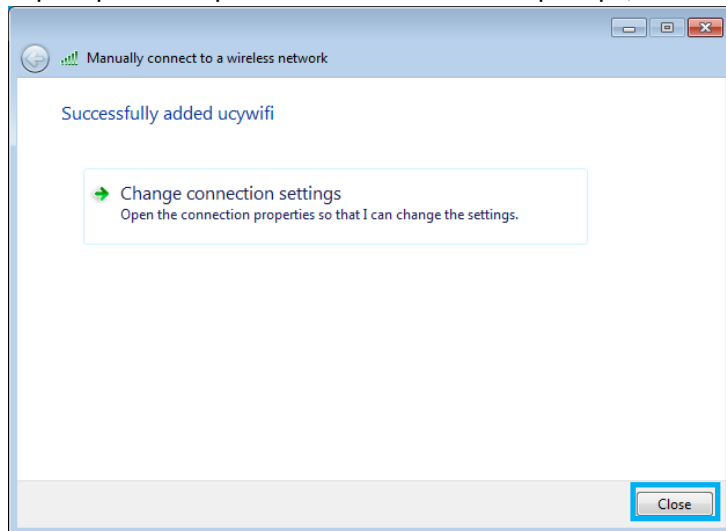 Manually connect to a wireless network
Successfully added ucywifi
Change connection settings
Open the connection properties so that I can change the settings.
Close